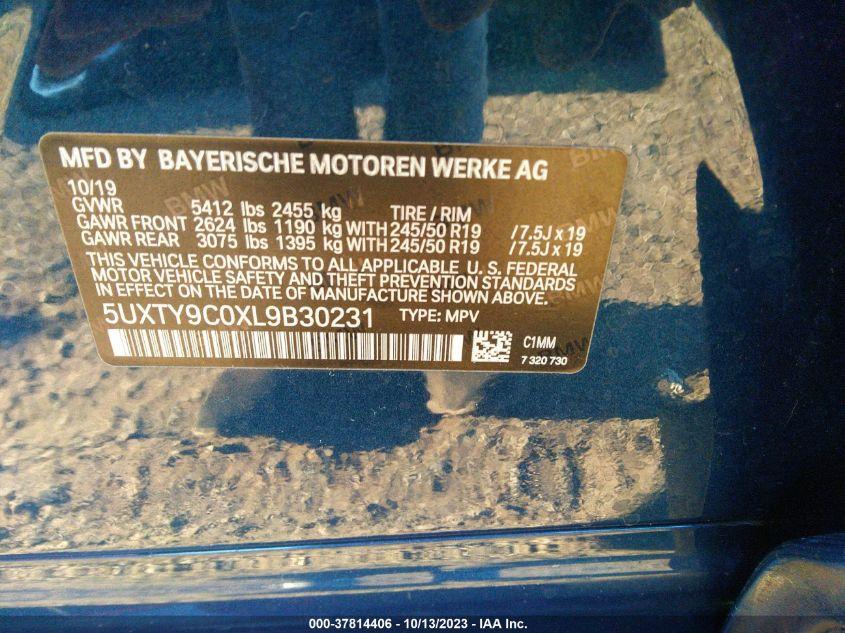 MFD BY BAYERISCHE MOTOREN WERKE AG
10/19
GVWR 5412 lbs 2455 kg TIRE / RIM
GAWR FRONT 2624 lbs 1190 kg WITH 245/50 R19 / 7.5J x 19
GAWR REAR 3075 lbs 1395 kg WITH 245/50 R19 / 7.5J x 19
THIS VEHICLE CONFORMS TO ALL APPLICABLE U. S. FEDERAL
MOTOR VEHICLE SAFETY AND THEFT PREVENTION STANDARDS
IN EFFECT ON THE DATE OF MANUFACTURE SHOWN ABOVE.
5UXTY9C0XL9B30231 TYPE: MPV
C1MM
7 320 730
000-37814406 - 10/13/2023 - IAA Inc.